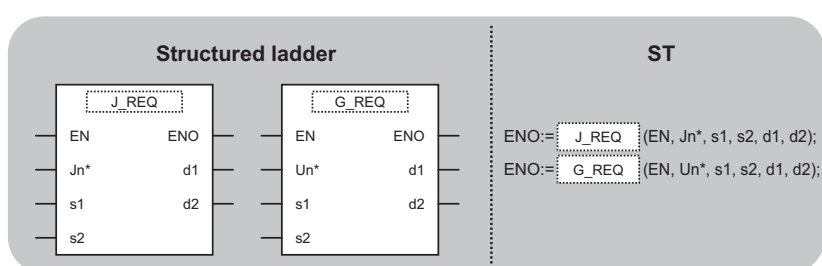 Structured ladder
J_REQ
EN ENO
Jn* d1
s1 d2
s2
G_REQ
EN ENO
Un* d1
s1 d2
s2
ST
ENO:= J_REQ (EN, Jn*, s1, s2, d1, d2);
ENO:= G_REQ (EN, Un*, s1, s2, d1, d2);